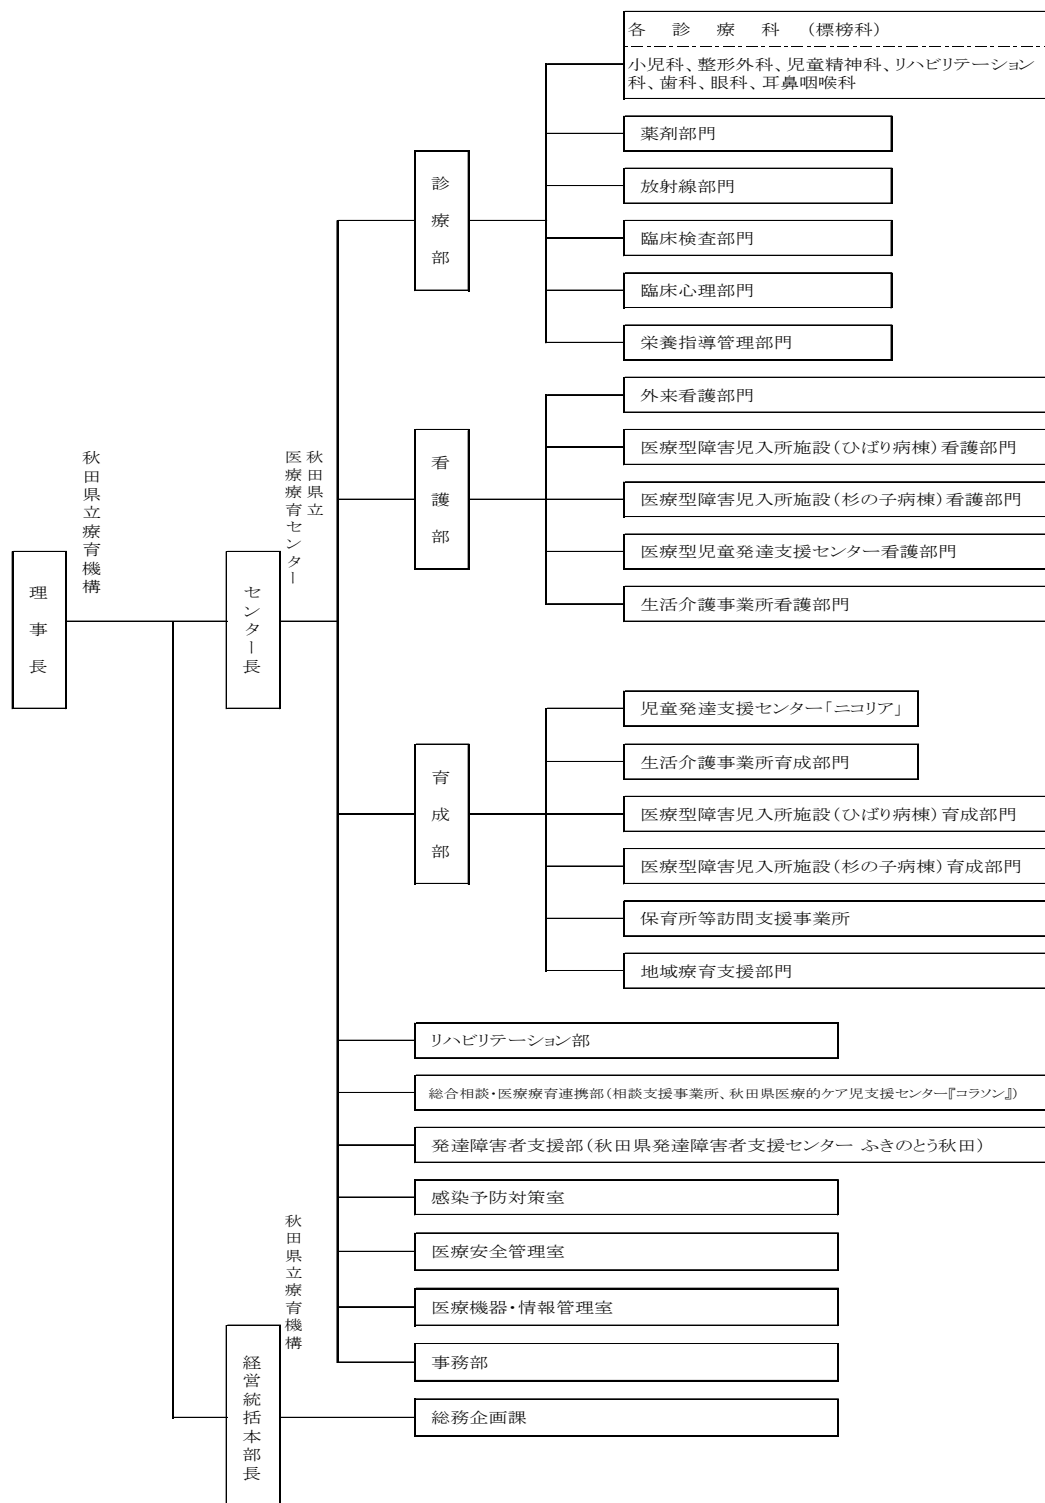 各 診 療 科 (標榜科)
小児科、整形外科、児童精神科、リハビリテーション
科、歯科、眼科、耳鼻咽喉科
薬剤部門
放射線部門
診療部
臨床検査部門
臨床心理部門
栄養指導管理部門
外来看護部門
医療型障害児入所施設(ひばり病棟)看護部門
看護部
医療型障害児入所施設(杉の子病棟)看護部門
医療型児童発達支援センター看護部門
生活介護事業所看護部門
秋田県立療育機構
秋田県立
医療療育センター
理事長
センター長
児童発達支援センター「ニコリア」
生活介護事業所育成部門
育成部
医療型障害児入所施設(ひばり病棟)育成部門
医療型障害児入所施設(杉の子病棟)育成部門
保育所等訪問支援事業所
地域療育支援部門
リハビリテーション部
総合相談・医療療育連携部(相談支援事業所、秋田県医療的ケア児支援センター『コラソン』)
発達障害者支援部(秋田県発達障害者支援センター ふきのとう秋田)
感染予防対策室
医療安全管理室
医療機器・情報管理室
事務部
秋田県立療育機構
経営統括本部長
総務企画課